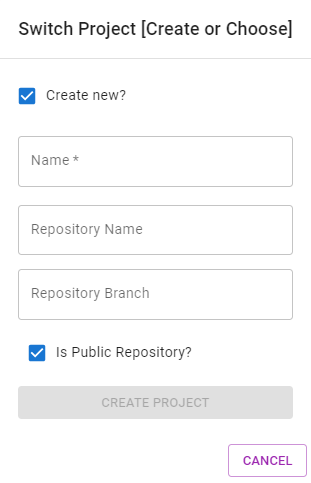 Switch Project [Create or Choose]
Create new?
Name *
Repository Name
Repository Branch
Is Public Repository?
CREATE PROJECT
CANCEL